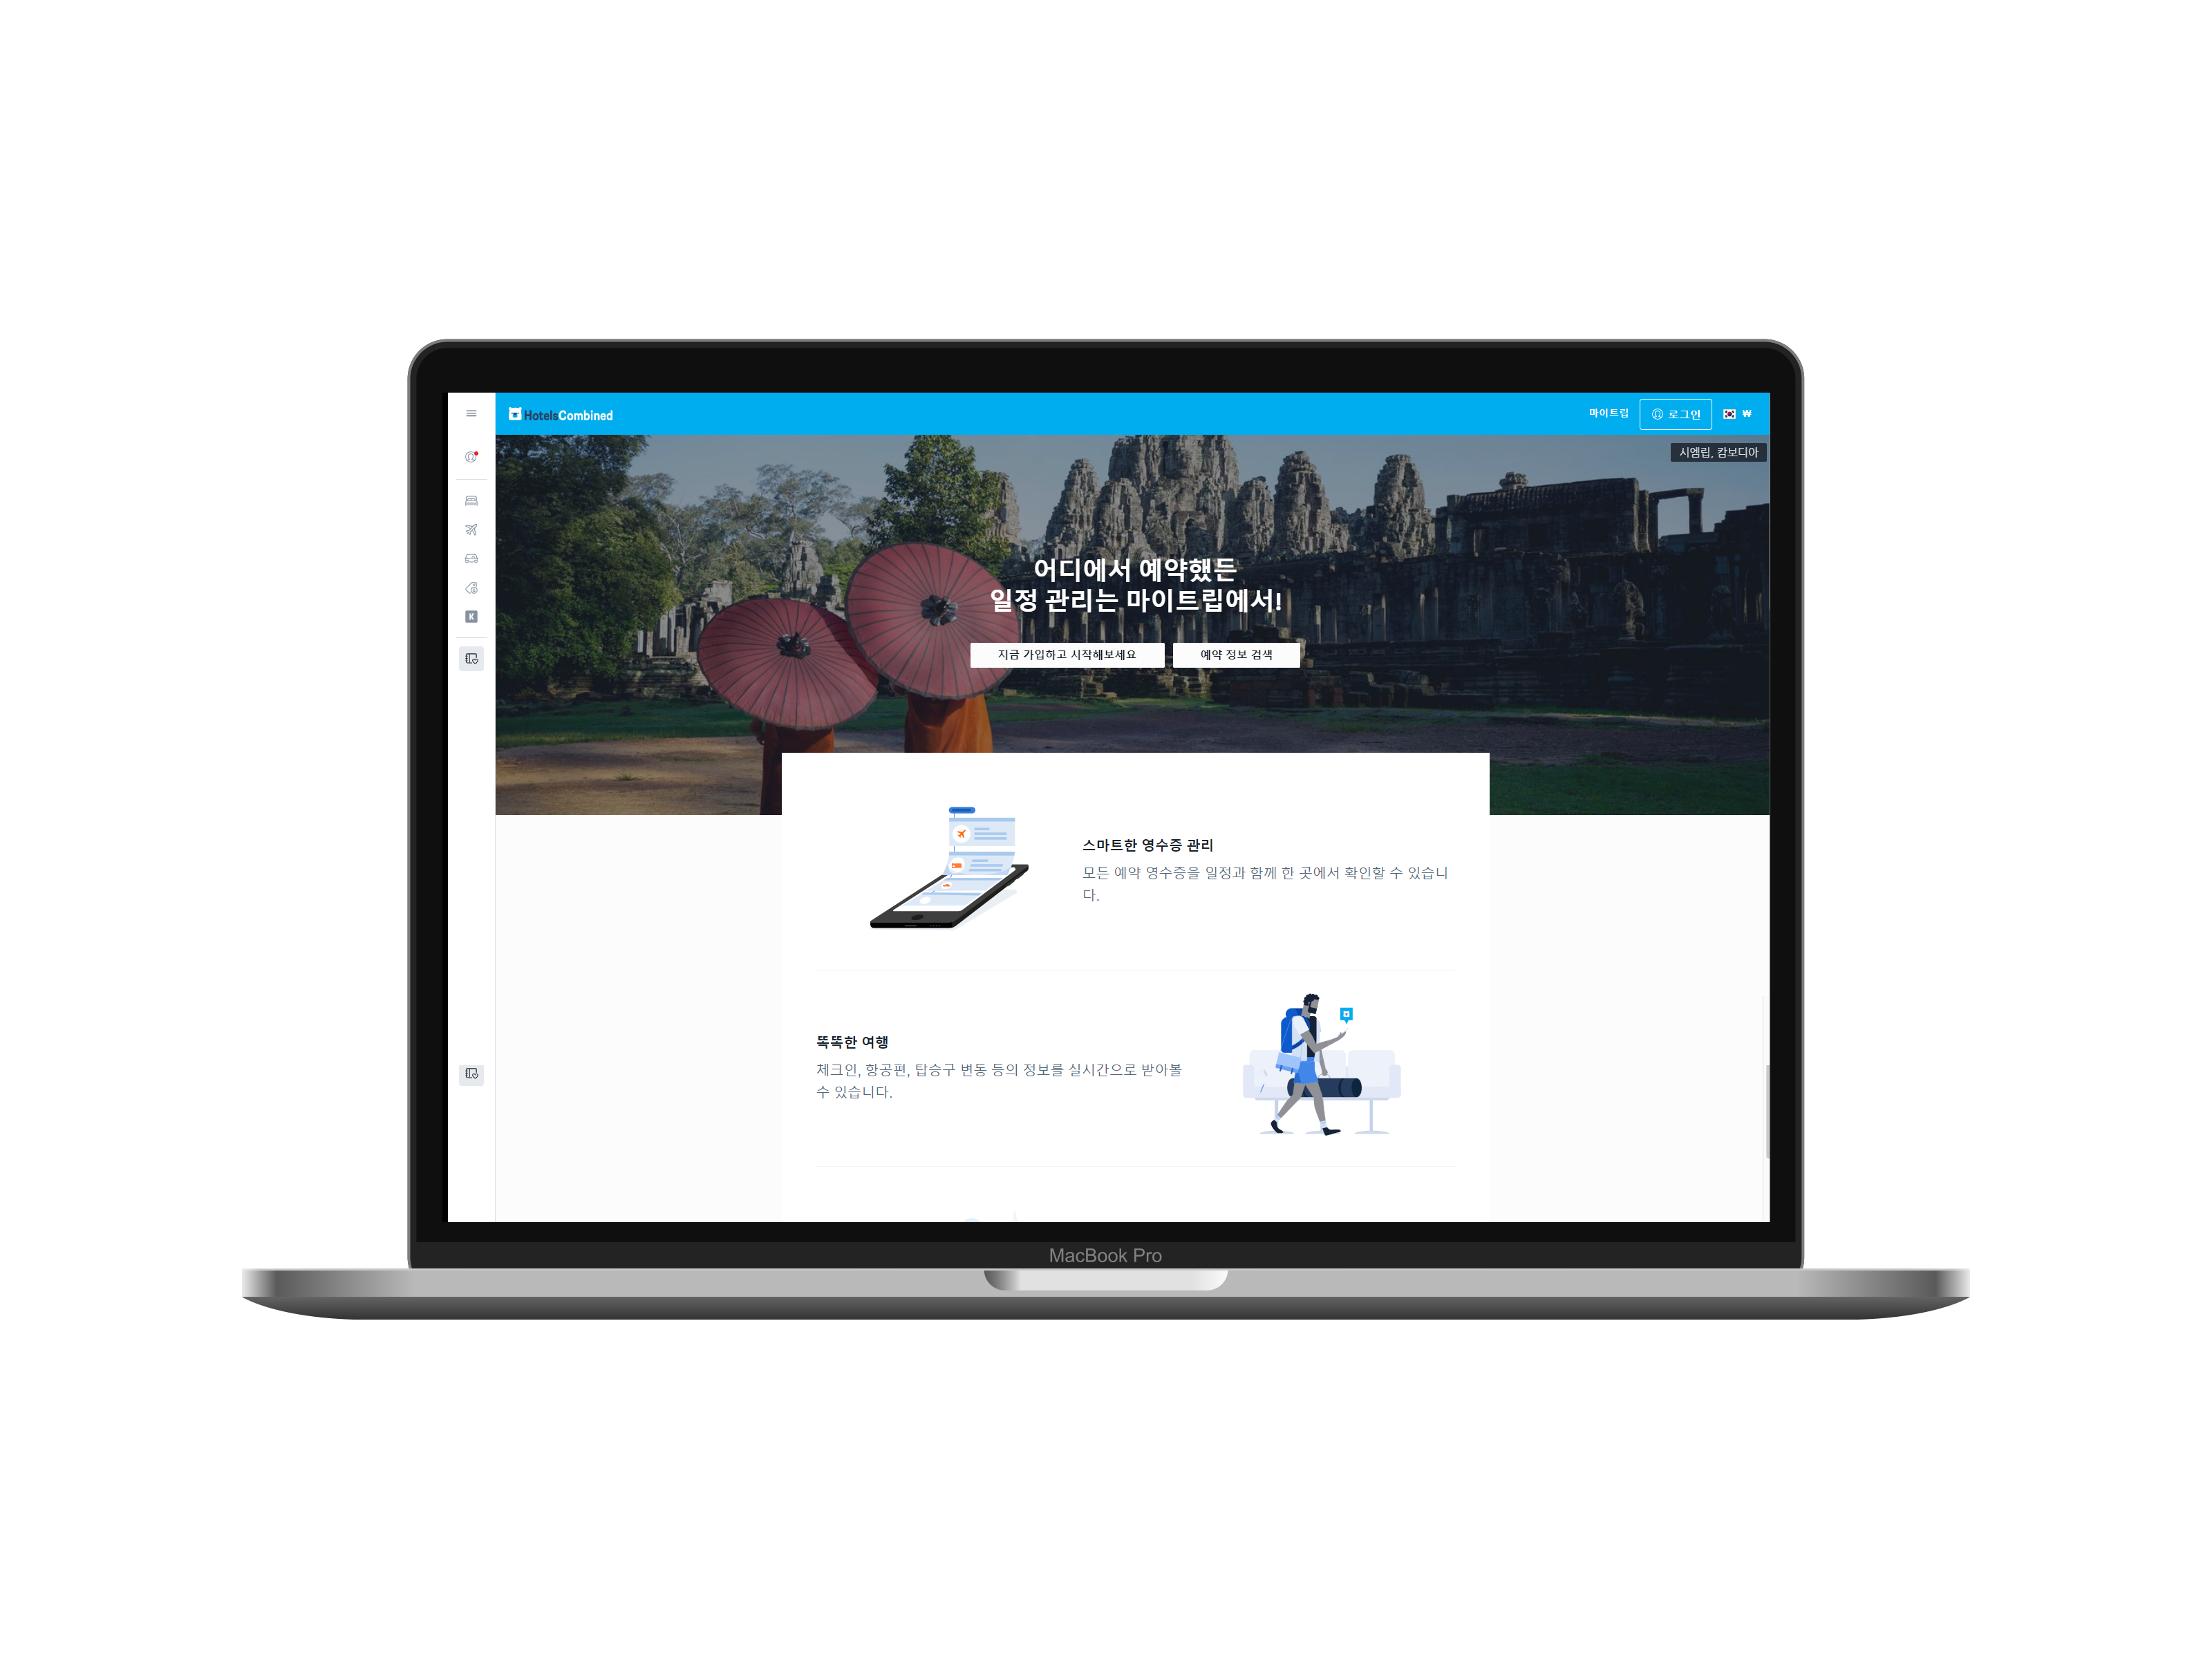 HotelsCombined
마이트립
로그인
₩
시엠립, 캄보디아
어디에서 예약했든
일정 관리는 마이트립에서!
지금 가입하고 시작해보세요
예약 정보 검색
K
스마트한 영수증 관리
모든 예약 영수증을 일정과 함께 한 곳에서 확인할 수 있습니
다.
똑똑한 여행
체크인, 항공편, 탑승구 변동 등의 정보를 실시간으로 받아볼
수 있습니다.
MacBook Pro